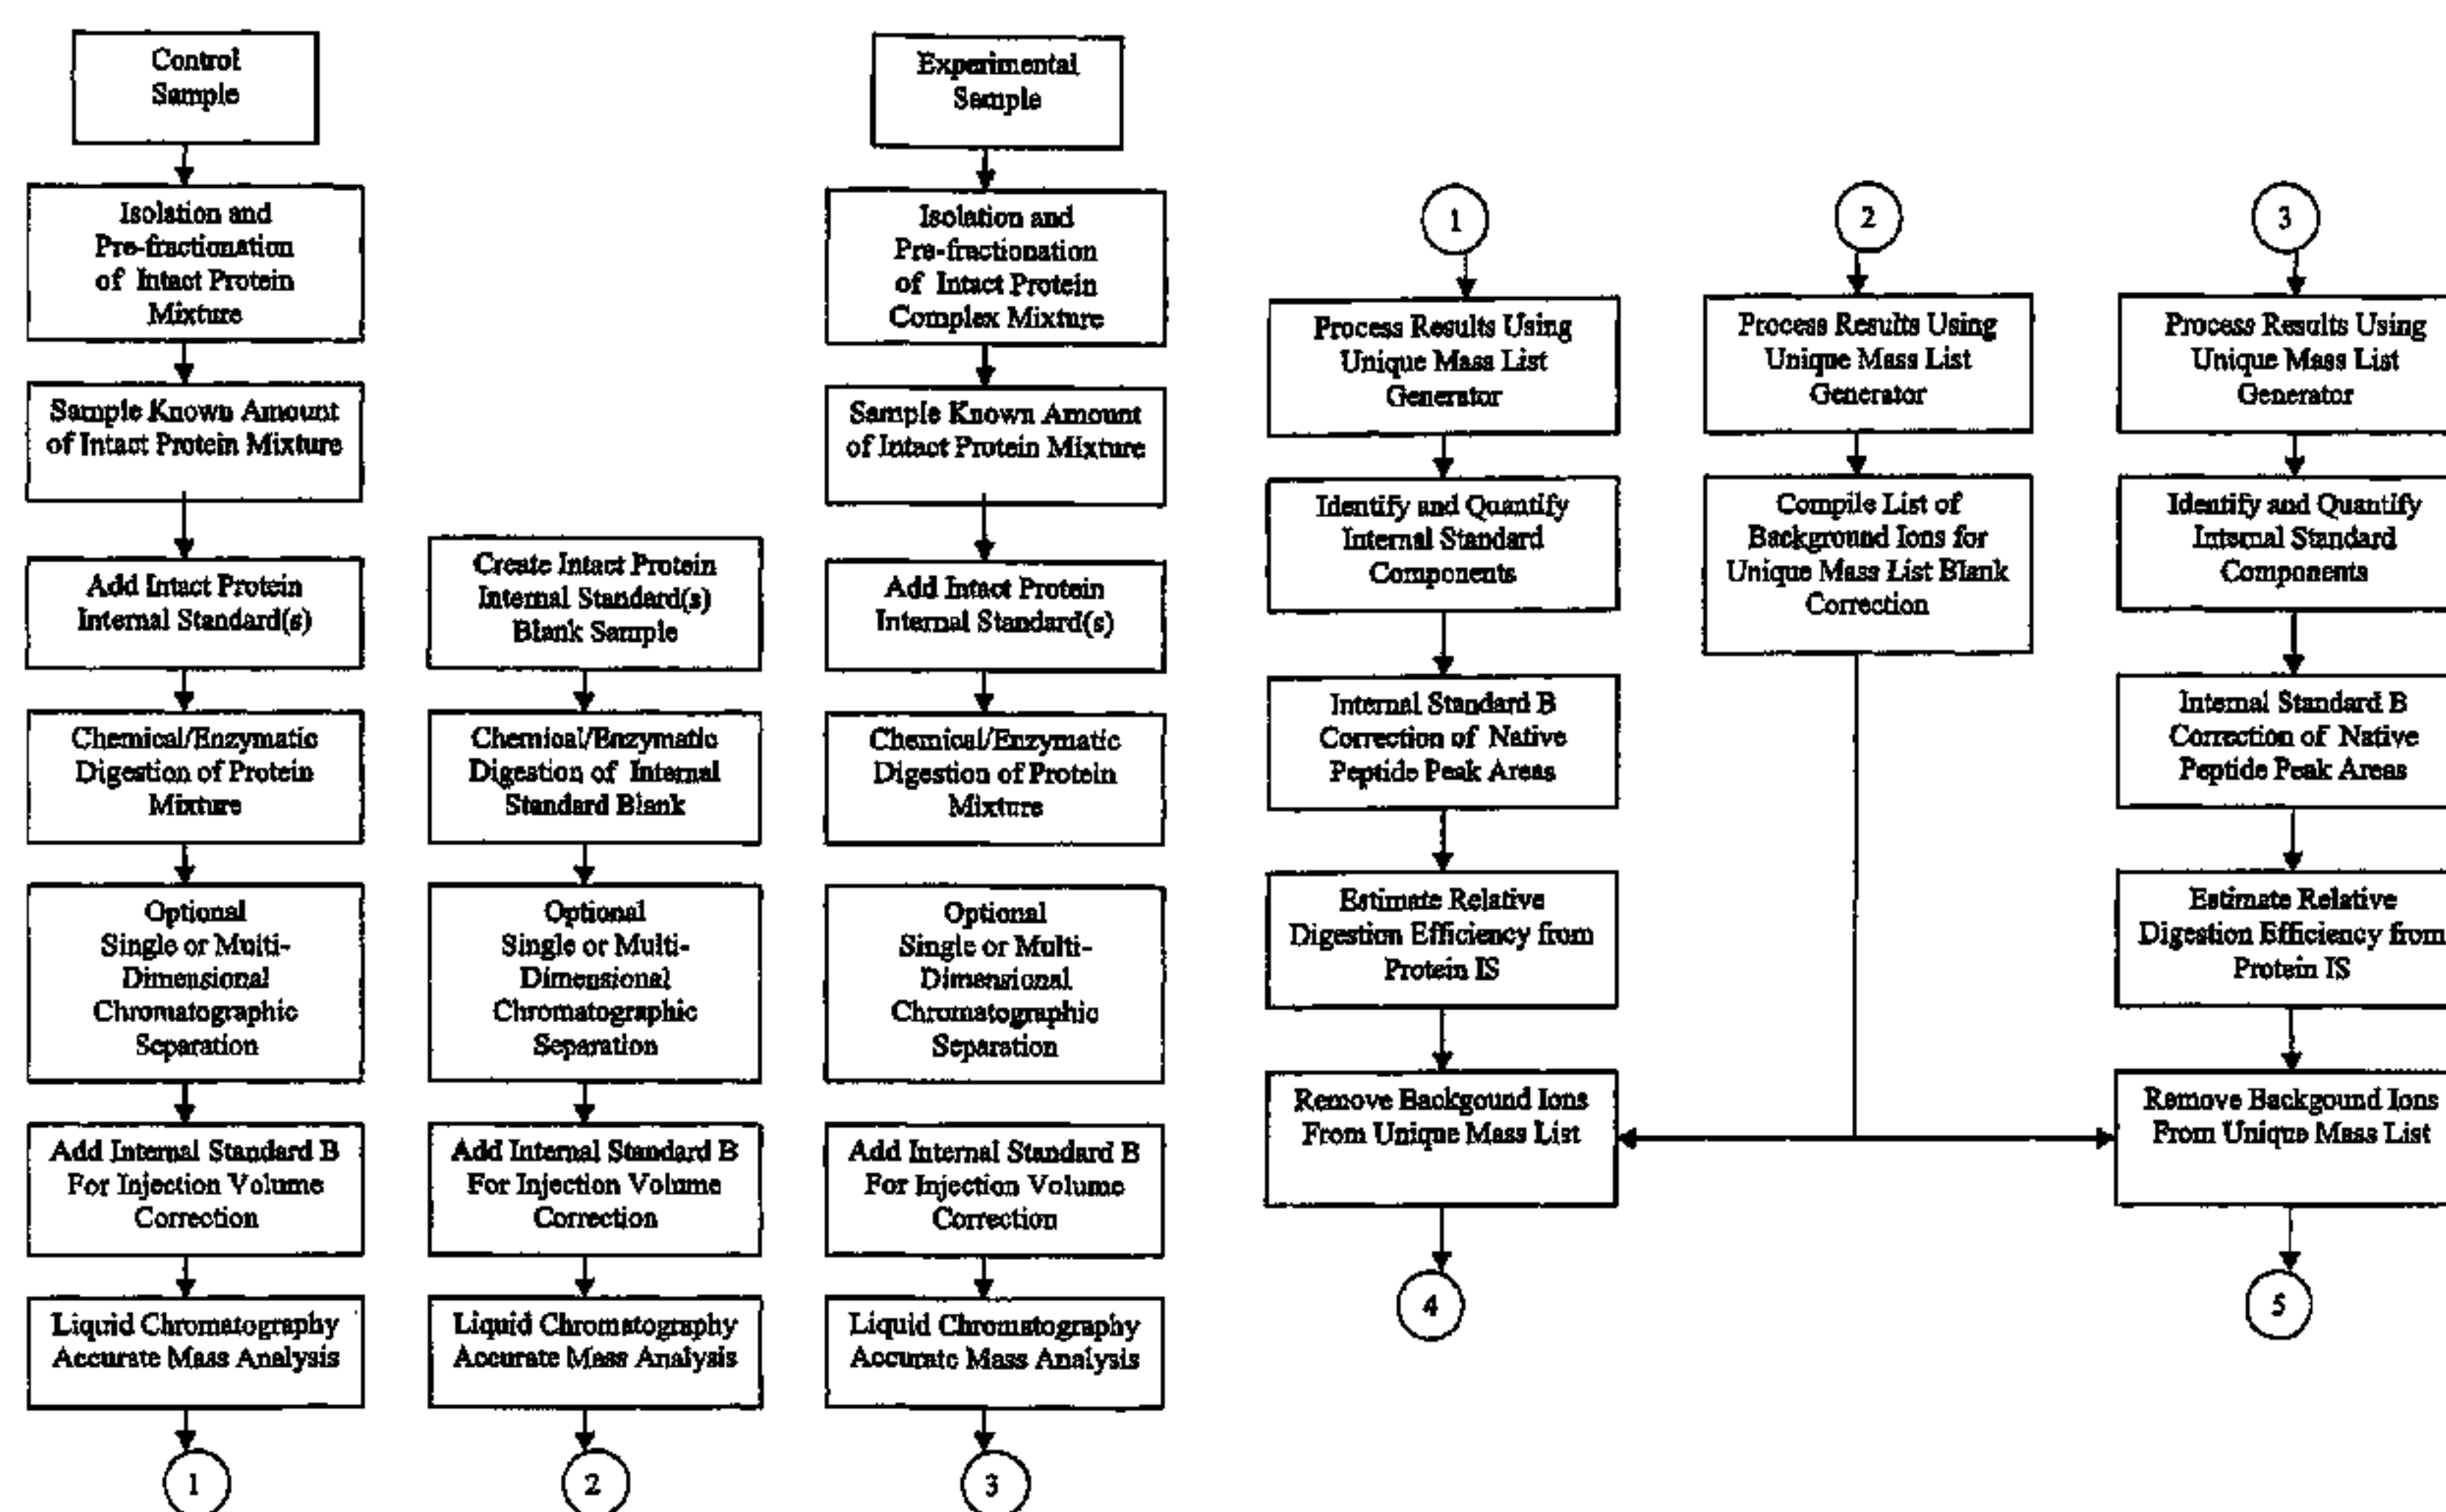 Control
Sample
Isolation and
Pre-fractionation
of Intact Protein
Mixture
Sample Known Amount
of Intact Protein Mixture
Add Intact Protein
Internal Standard(s)
Chemical/Enzymatic
Digestion of Protein
Mixture
Optional
Single or Multi-
Dimensional
Chromatographic
Separation
Add Internal Standard B
For Injection Volume
Correction
Liquid Chromatography
Accurate Mass Analysis
1
Create Intact Protein
Internal Standard(s)
Blank Sample
Chemical/Enzymatic
Digestion of Internal
Standard Blank
Optional
Single or Multi-
Dimensional
Chromatographic
Separation
Add Internal Standard B
For Injection Volume
Correction
Liquid Chromatography
Accurate Mass Analysis
2
Experimental
Sample
Isolation and
Pre-fractionation
of Intact Protein
Complex Mixture
Sample Known Amount
of Intact Protein Mixture
Add Intact Protein
Internal Standard(s)
Chemical/Enzymatic
Digestion of Protein
Mixture
Optional
Single or Multi-
Dimensional
Chromatographic
Separation
Add Internal Standard B
For Injection Volume
Correction
Liquid Chromatography
Accurate Mass Analysis
3
1
Process Results Using
Unique Mass List
Generator
Identify and Quantify
Internal Standard
Components
Internal Standard B
Correction of Native
Peptide Peak Areas
Estimate Relative
Digestion Efficiency from
Protein IS
Remove Backgound Ions
From Unique Mass List
4
2
Process Results Using
Unique Mass List
Generator
Compile List of
Background Ions for
Unique Mass List Blank
Correction
3
Process Results Using
Unique Mass List
Generator
Identify and Quantify
Internal Standard
Components
Internal Standard B
Correction of Native
Peptide Peak Areas
Estimate Relative
Digestion Efficiency from
Protein IS
Remove Backgound Ions
From Unique Mass List
5